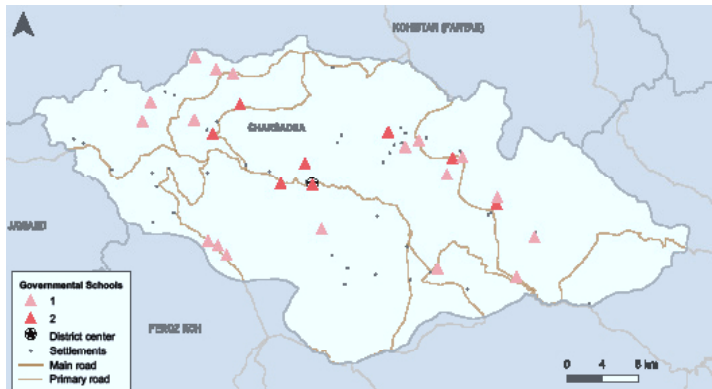 KOHISTAN (FARYAB)
CHARSADRA
JAWAND
FEROZ KOH
Governmental Schools
1
2
District center
Settlements
Main road
Primary road
0 4 8 km